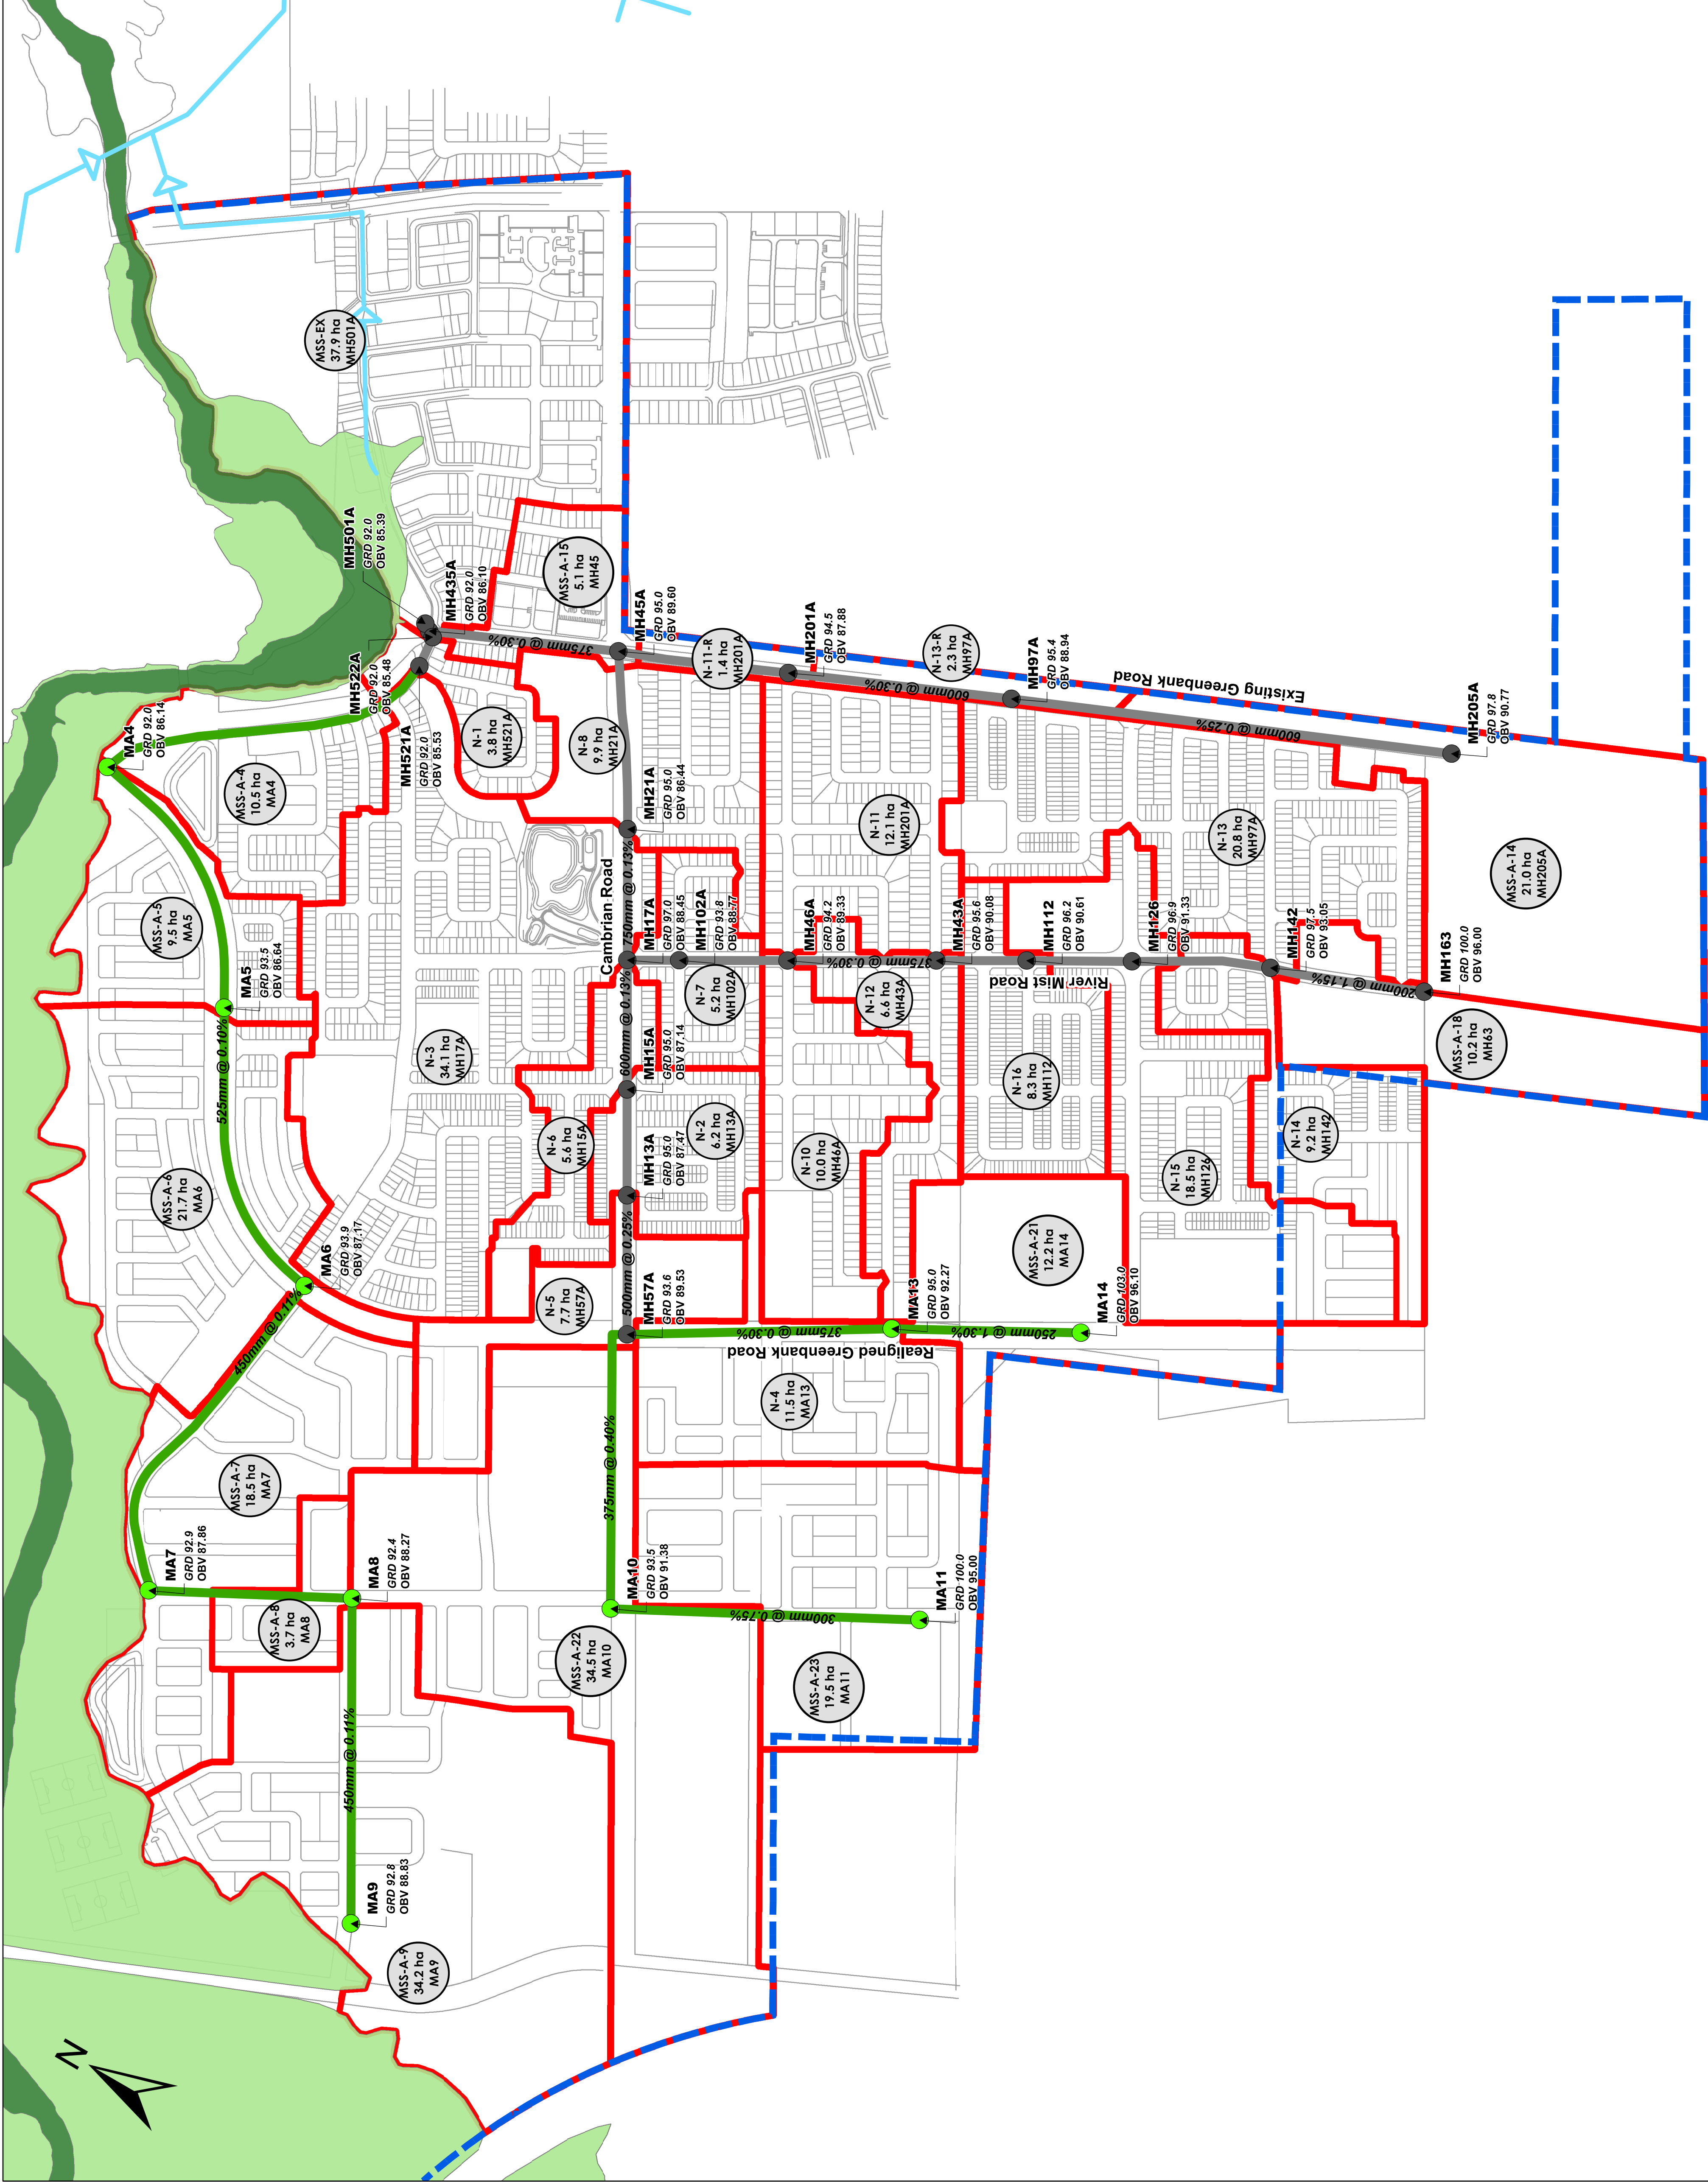 N
MSS-A-9
34.2 ha
MA9
MA9
GRD 92.8
OBV 88.83
450mm @ 0.11%
MSS-A-8
3.7 ha
MA8
MA7
GRD 92.9
OBV 87.86
MA8
GRD 92.4
OBV 88.27
MSS-A-7
18.5 ha
MA7
450mm @ 0.11%
MA6
GRD 93.9
OBV 87.17
MSS-A-6
21.7 ha
MA6
525mm @ 0.10%
MA5
GRD 93.5
OBV 86.64
MSS-A-5
9.5 ha
MA5
MSS-A-4
10.5 ha
MA4
MA4
GRD 92.0
OBV 86.14
MH521A
GRD 92.0
OBV 85.53
MH522A
GRD 92.0
OBV 85.48
MH501A
GRD 92.0
OBV 85.39
MH435A
GRD 92.0
OBV 86.10
MSS-EX
37.9 ha
MH501A
MSS-A-15
5.1 ha
MH45
375mm @ 0.30%
MH45A
GRD 95.0
OBV 89.60
N-1
3.8 ha
MH521A
N-8
9.9 ha
MH21A
N-3
34.1 ha
MH17A
N-6
5.6 ha
MH15A
N-5
7.7 ha
MH57A
MSS-A-22
34.5 ha
MA10
MA10
GRD 93.5
OBV 91.38
375mm @ 0.40%
MH57A
GRD 93.6
OBV 89.53
500mm @ 0.25%
MH13A
GRD 95.0
OBV 87.47
MH15A
GRD 95.0
OBV 87.14
600mm @ 0.13%
Cambrian Road
MH17A
GRD 97.0
OBV 88.45
750mm @ 0.13%
MH21A
GRD 95.0
OBV 86.44
MH102A
GRD 93.8
OBV 88.77
N-2
6.2 ha
MH13A
N-7
5.2 ha
MH102A
N-11-R
1.4 ha
MH201A
MH201A
GRD 94.5
OBV 87.88
MSS-A-23
19.5 ha
MA11
300mm @ 0.75%
MA11
GRD 100.0
OBV 95.00
N-4
11.5 ha
MA13
Realigned Greenbank Road
375mm @ 0.30%
MA13
GRD 95.0
OBV 92.27
250mm @ 1.30%
MA14
GRD 103.0
OBV 96.10
MSS-A-21
12.2 ha
MA14
N-10
10.0 ha
MH46A
MH46A
GRD 94.2
OBV 89.33
375mm @ 0.30%
N-12
6.6 ha
MH43A
MH43A
GRD 95.6
OBV 90.08
N-11
12.1 ha
MH201A
600mm @ 0.30%
N-13-R
2.3 ha
MH97A
MH97A
GRD 95.4
OBV 88.94
N-16
8.3 ha
MH112
River Mist Road
MH112
GRD 96.2
OBV 90.61
MH126
GRD 96.9
OBV 91.33
N-15
18.5 ha
MH126
N-13
20.8 ha
MH97A
600mm @ 0.25%
Existing Greenbank Road
N-14
9.2 ha
MH142
MH142
GRD 97.5
OBV 93.05
200mm @ 1.15%
MH163
GRD 100.0
OBV 96.00
MH205A
GRD 97.8
OBV 90.77
MSS-A-18
10.2 ha
MH63
MSS-A-14
21.0 ha
MH205A